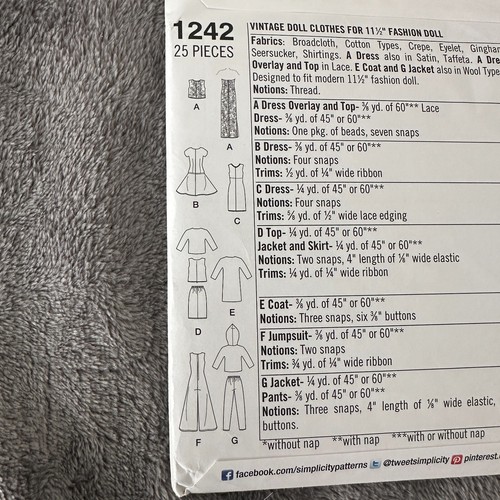 1242
25 PIECES
VINTAGE DOLL CLOTHES FOR 11½" FASHION DOLL
Fabrics: Broadcloth, Cotton Types, Crepe, Eyelet, Gingham
Seersucker, Shirtings. A Dress also in Satin, Taffeta. A Dre
Overlay and Top in Lace. E Coat and G Jacket also in Wool Type
Designed to fit modern 11½" fashion doll.
Notions: Thread.
A Dress Overlay and Top- ⅜ yd. of 60"** Lace
Dress- ⅜ yd. of 45" or 60"**
Notions: One pkg. of beads, seven snaps
B Dress- ⅜ yd. of 45" or 60"**
Notions: Four snaps
Trims: ½ yd. of ¼" wide ribbon
C Dress- ¼ yd. of 45" or 60"**
Notions: Four snaps
Trims: ⅝ yd. of ½" wide lace edging
D Top- ¼ yd. of 45" or 60"**
Jacket and Skirt- ¼ yd. of 45" or 60"**
Notions: Two snaps, 4" length of ⅛" wide elastic
Trims: ¼ yd. of ¼" wide ribbon
E Coat- ⅜ yd. of 45" or 60"**
Notions: Three snaps, six ⅜" buttons
F Jumpsuit- ⅜ yd. of 45" or 60"**
Notions: Two snaps
Trims: ¾ yd. of ¼" wide ribbon
G Jacket- ¼ yd. of 45" or 60"**
Pants- ⅜ yd. of 45" or 60"**
Notions: Three snaps, 4" length of ⅛" wide elastic,
buttons.
*without nap **with nap ***with or without nap
facebook.com/simplicitypatterns @tweetsimplicity pinterest.
A
A
B
C
D
E
F
G